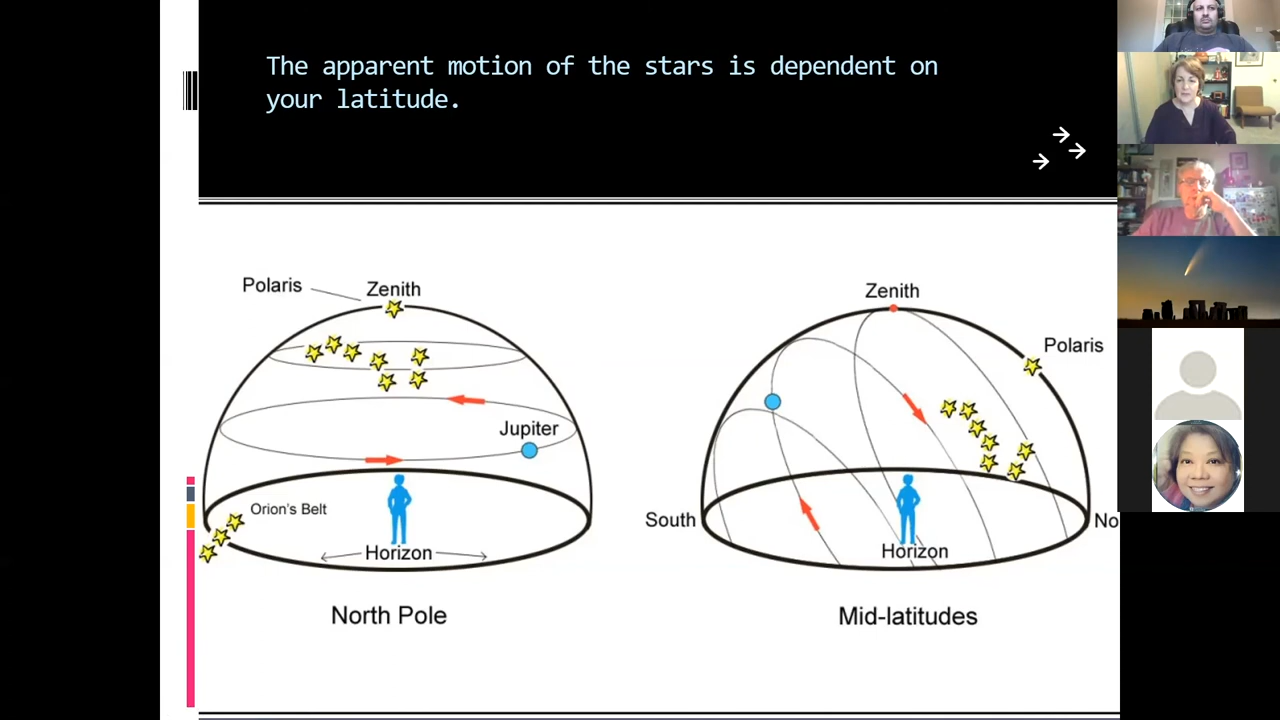 The apparent motion of the stars is dependent on
your latitude.
Polaris
Zenith
Jupiter
Orion's Belt
Horizon
North Pole
Zenith
Polaris
South
No
Horizon
Mid-latitudes